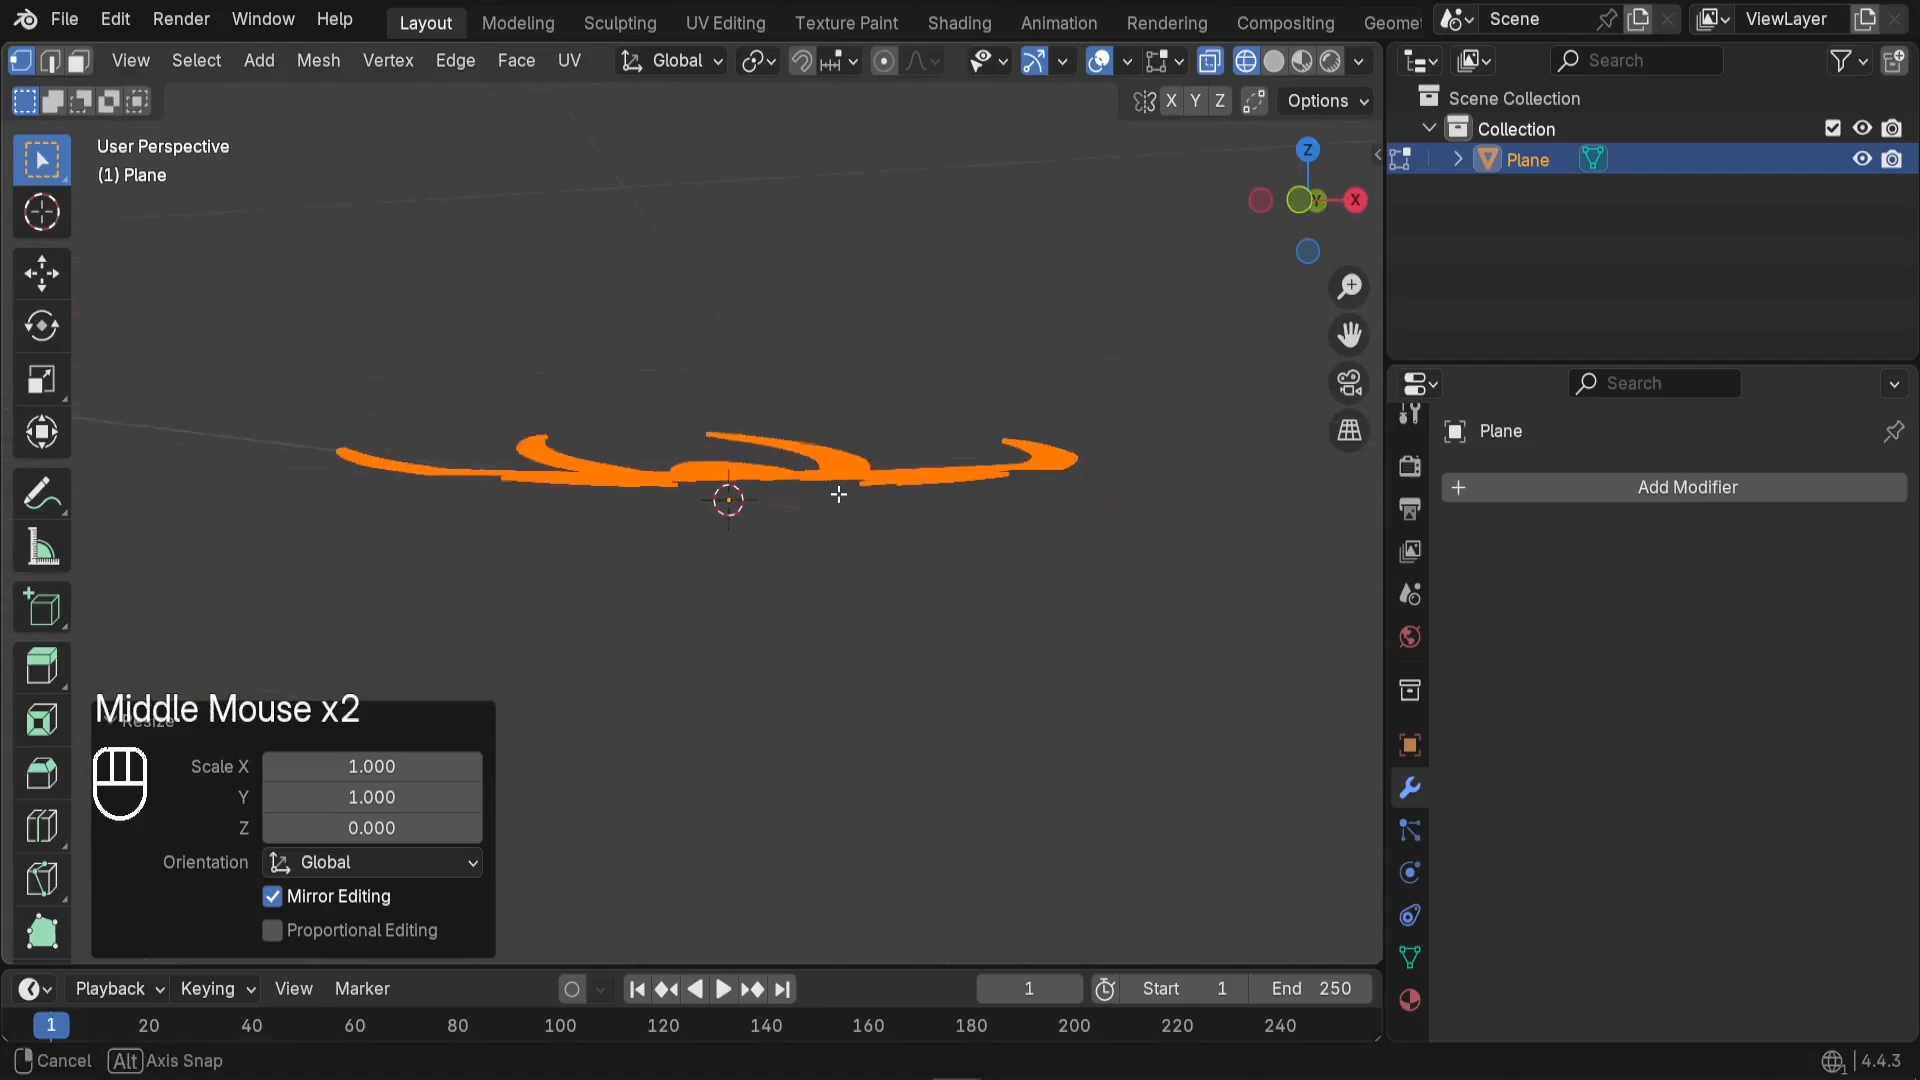 File Edit Render Window Help Layout Modeling Sculpting UV Editing Texture Paint Shading Animation Rendering Compositing Geomet Scene ViewLayer
View Select Add Mesh Vertex Edge Face UV Global Search
X Y Z Options Scene Collection
Collection
User Perspective
(1) Plane
Plane
Z
Y X
Search
Plane
+ Add Modifier
Middle Mouse x2
Resize
Scale X 1.000
Y 1.000
Z 0.000
Orientation Global
Mirror Editing
Proportional Editing
Playback Keying View Marker 1 Start 1 End 250
1 20 40 60 80 100 120 140 160 180 200 220 240
Cancel Alt Axis Snap 1 4.4.3